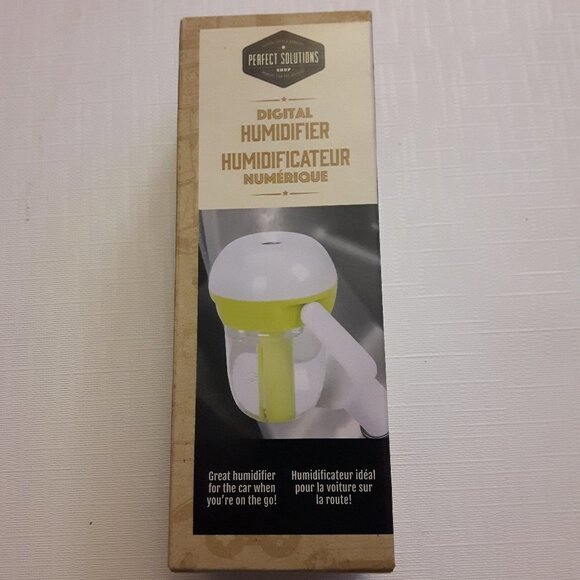 PERFECT SOLUTIONS
SHOP
DIGITAL
HUMIDIFIER
HUMIDIFICATEUR
NUMÉRIQUE
Great humidifier
for the car when
you're on the go!
Humidificateur idéal
pour la voiture sur
la route!